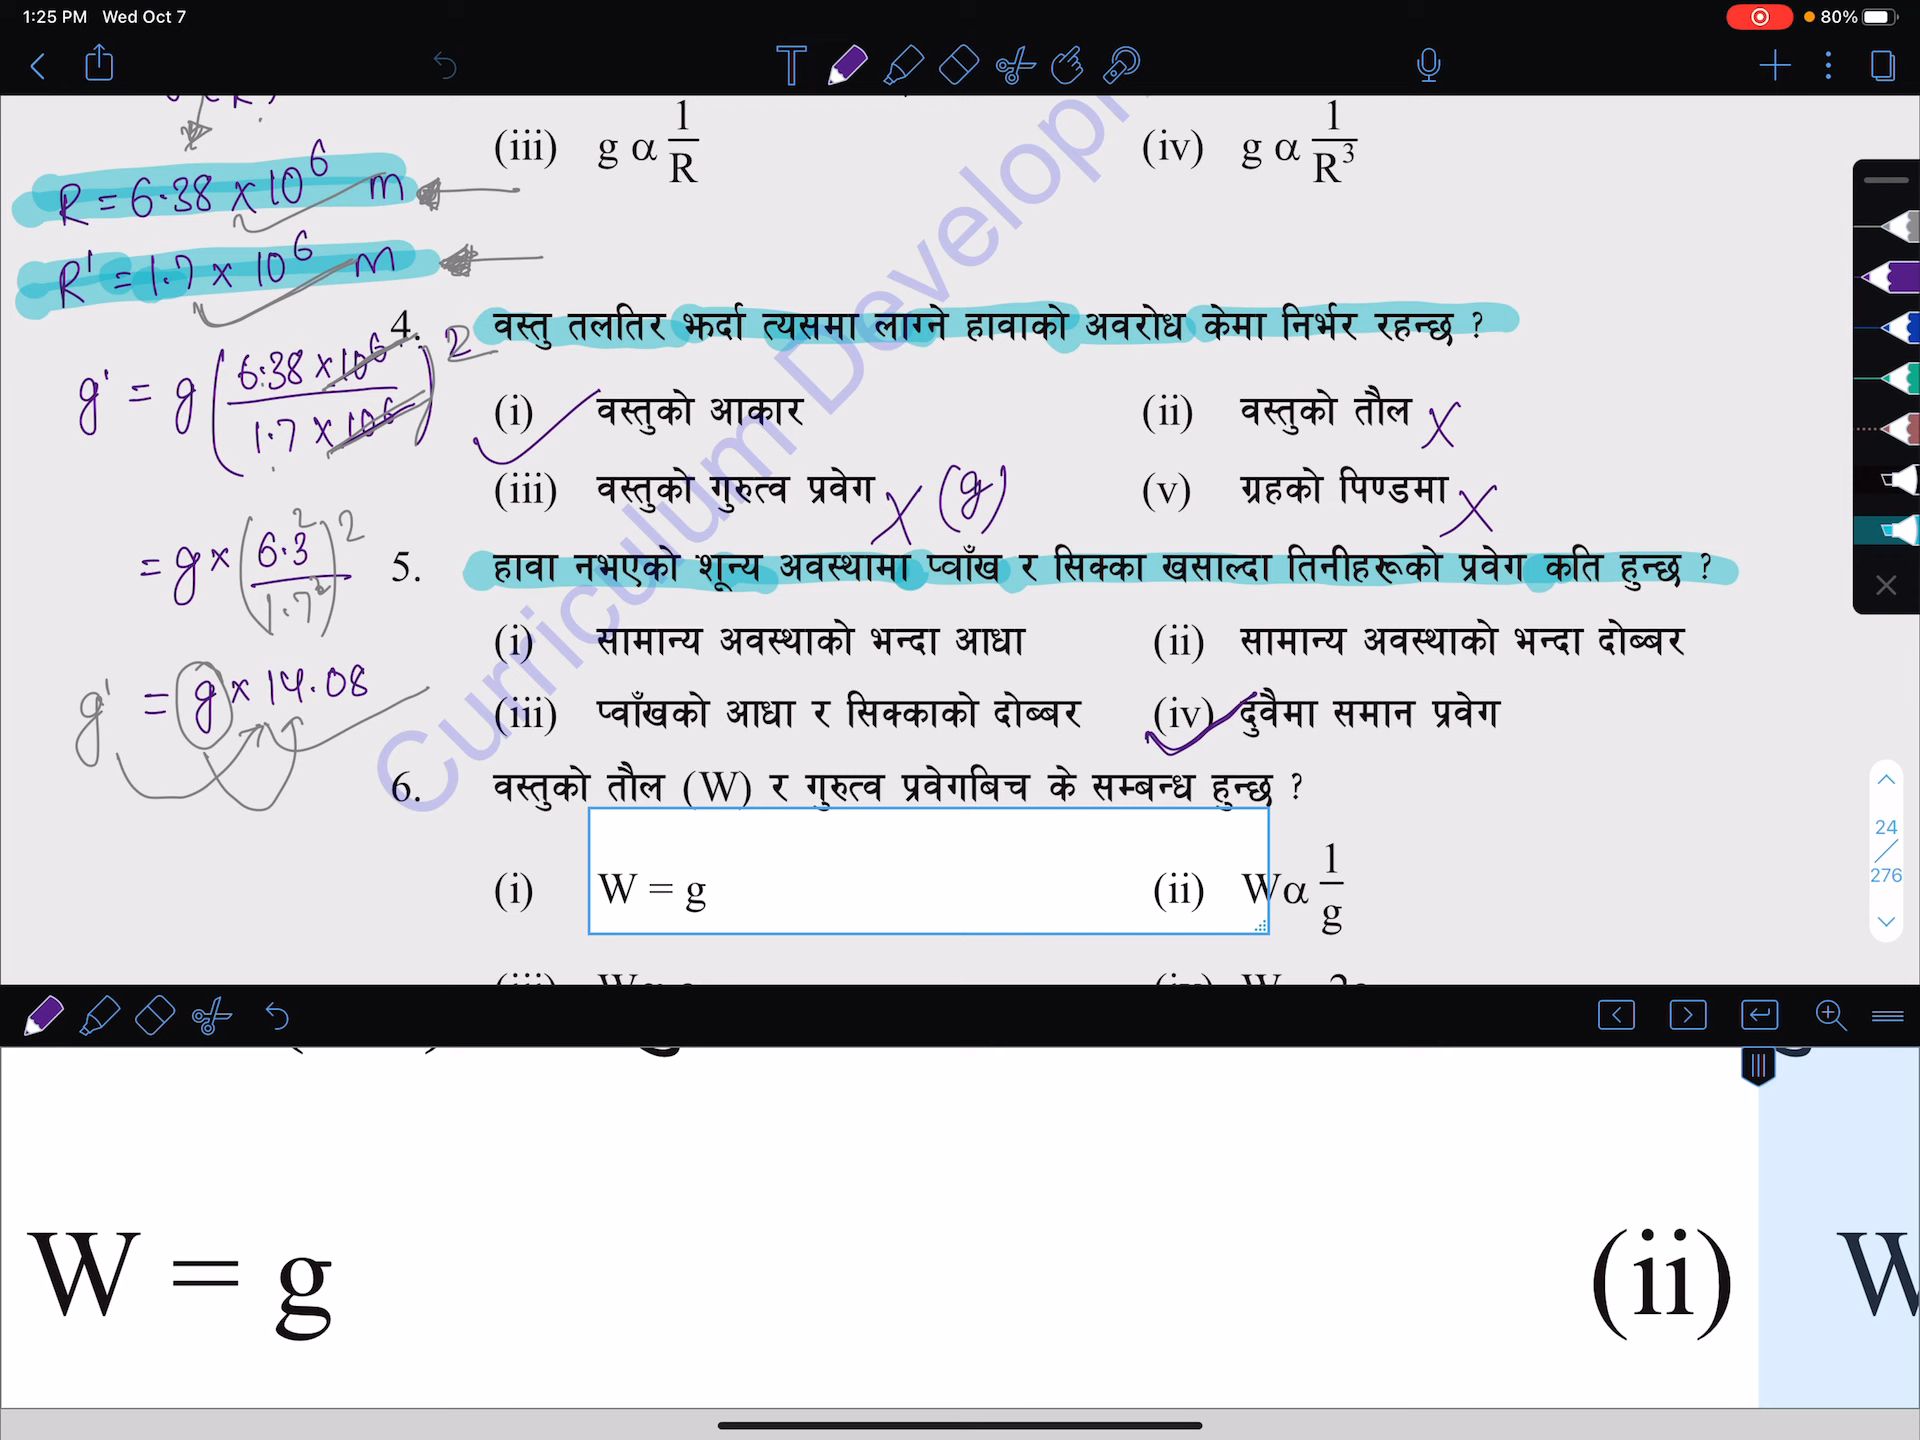 1:25 PM Wed Oct 7
80%
(iii) g α 1/R
(iv) g α 1/R³
R = 6.38 × 10⁶ m
R' = 1.7 × 10⁶ m
4. वस्तु तलतिर झर्दा त्यसमा लाग्ने हावाको अवरोध केमा निर्भर रहन्छ ?
g' = g (6.38 × 10⁶ / 1.7 × 10⁶)²
(i) वस्तुको आकार
(ii) वस्तुको तौल ×
(iii) वस्तुको गुरुत्व प्रवेग × (g)
(v) ग्रहको पिण्डमा ×
= g × (6.3² / 1.7²)²
5. हावा नभएको शून्य अवस्थामा प्वाँख र सिक्का खसाल्दा तिनीहरूको प्रवेग कति हुन्छ ?
(i) सामान्य अवस्थाको भन्दा आधा
(ii) सामान्य अवस्थाको भन्दा दोब्बर
g' = g × 14.08
(iii) प्वाँखको आधा र सिक्काको दोब्बर
(iv) दुवैमा समान प्रवेग
6. वस्तुको तौल (W) र गुरुत्व प्रवेगबिच के सम्बन्ध हुन्छ ?
(i) W = g
(ii) W α 1/g
Curriculum Develop
24
276
W = g
(ii) W